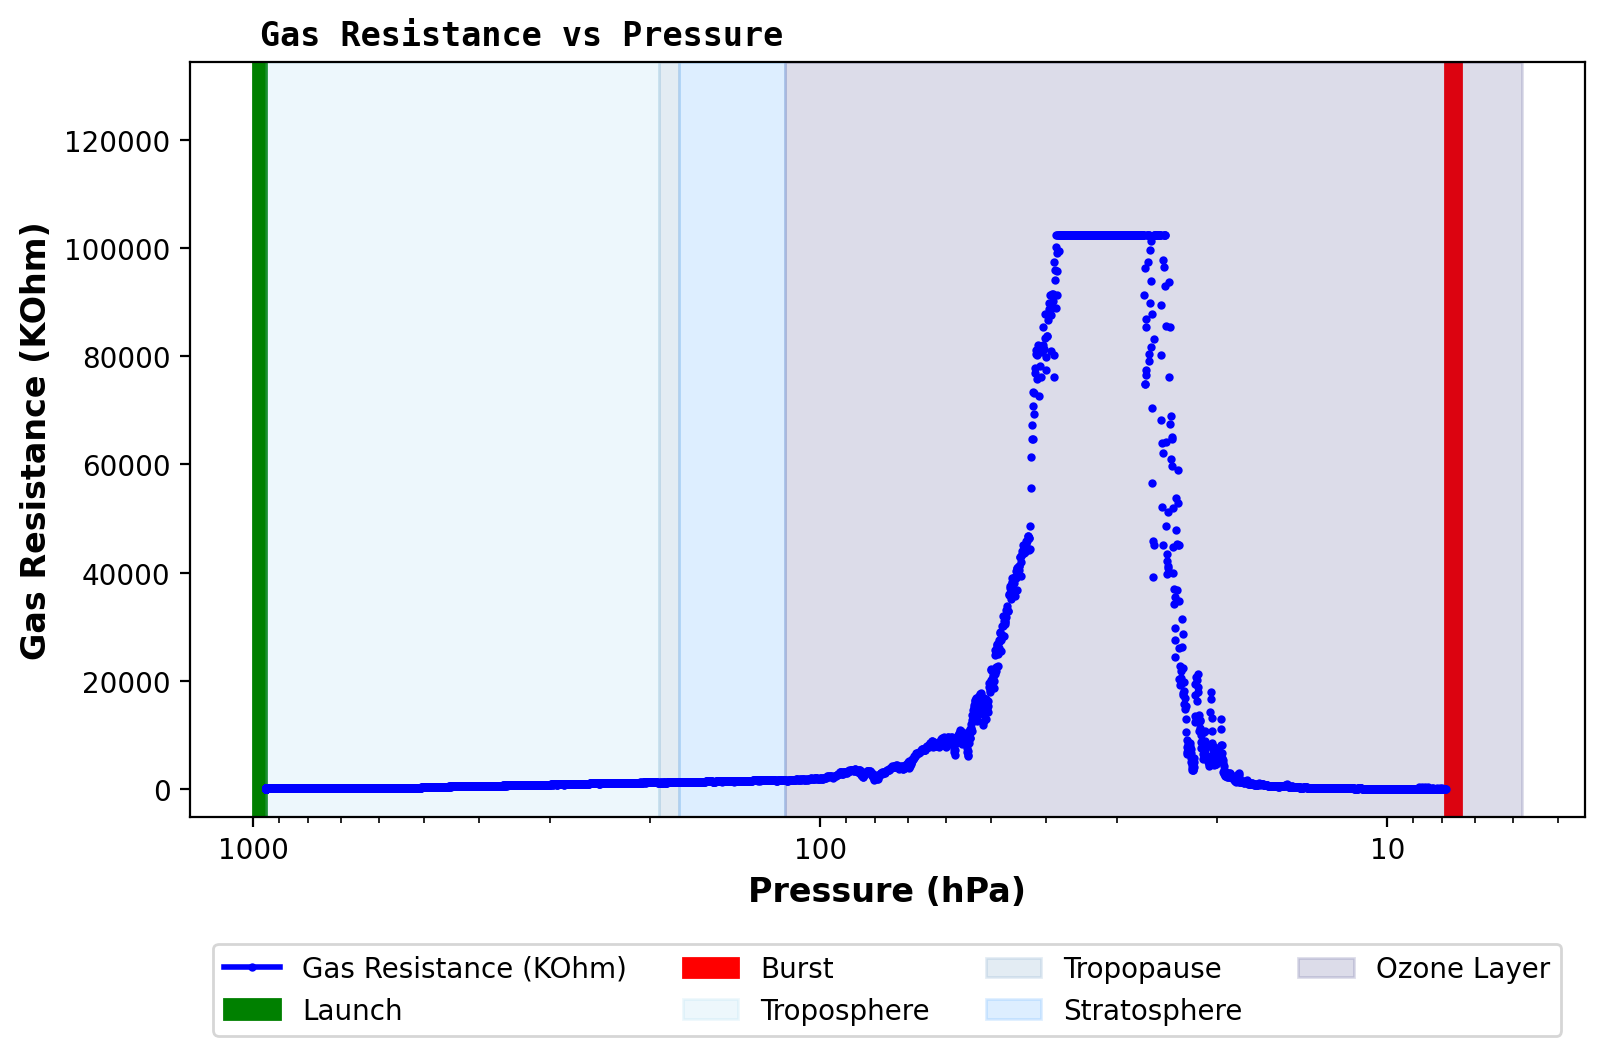 Gas Resistance vs Pressure
120000
100000
80000
60000
40000
20000
0
Gas Resistance (KOhm)
1000 100 10
Pressure (hPa)
Gas Resistance (KOhm) Burst Tropopause Ozone Layer
Launch Troposphere Stratosphere